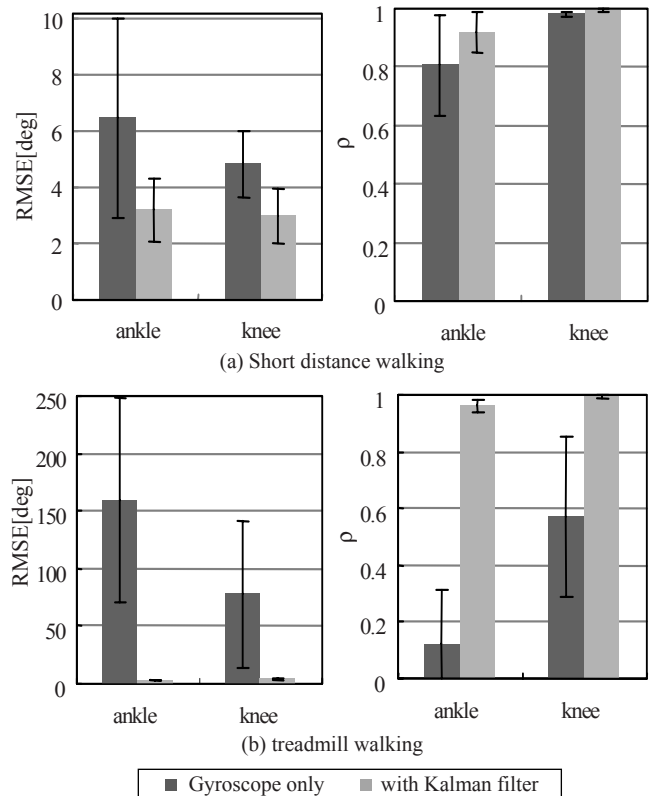 10
8
6
4
2
0
RMSE[deg]
ankle knee
1
0.8
0.6
0.4
0.2
0
ρ
ankle knee
(a) Short distance walking
250
200
150
100
50
0
RMSE[deg]
ankle knee
1
0.8
0.6
0.4
0.2
0
ρ
ankle knee
(b) treadmill walking
Gyroscope only with Kalman filter